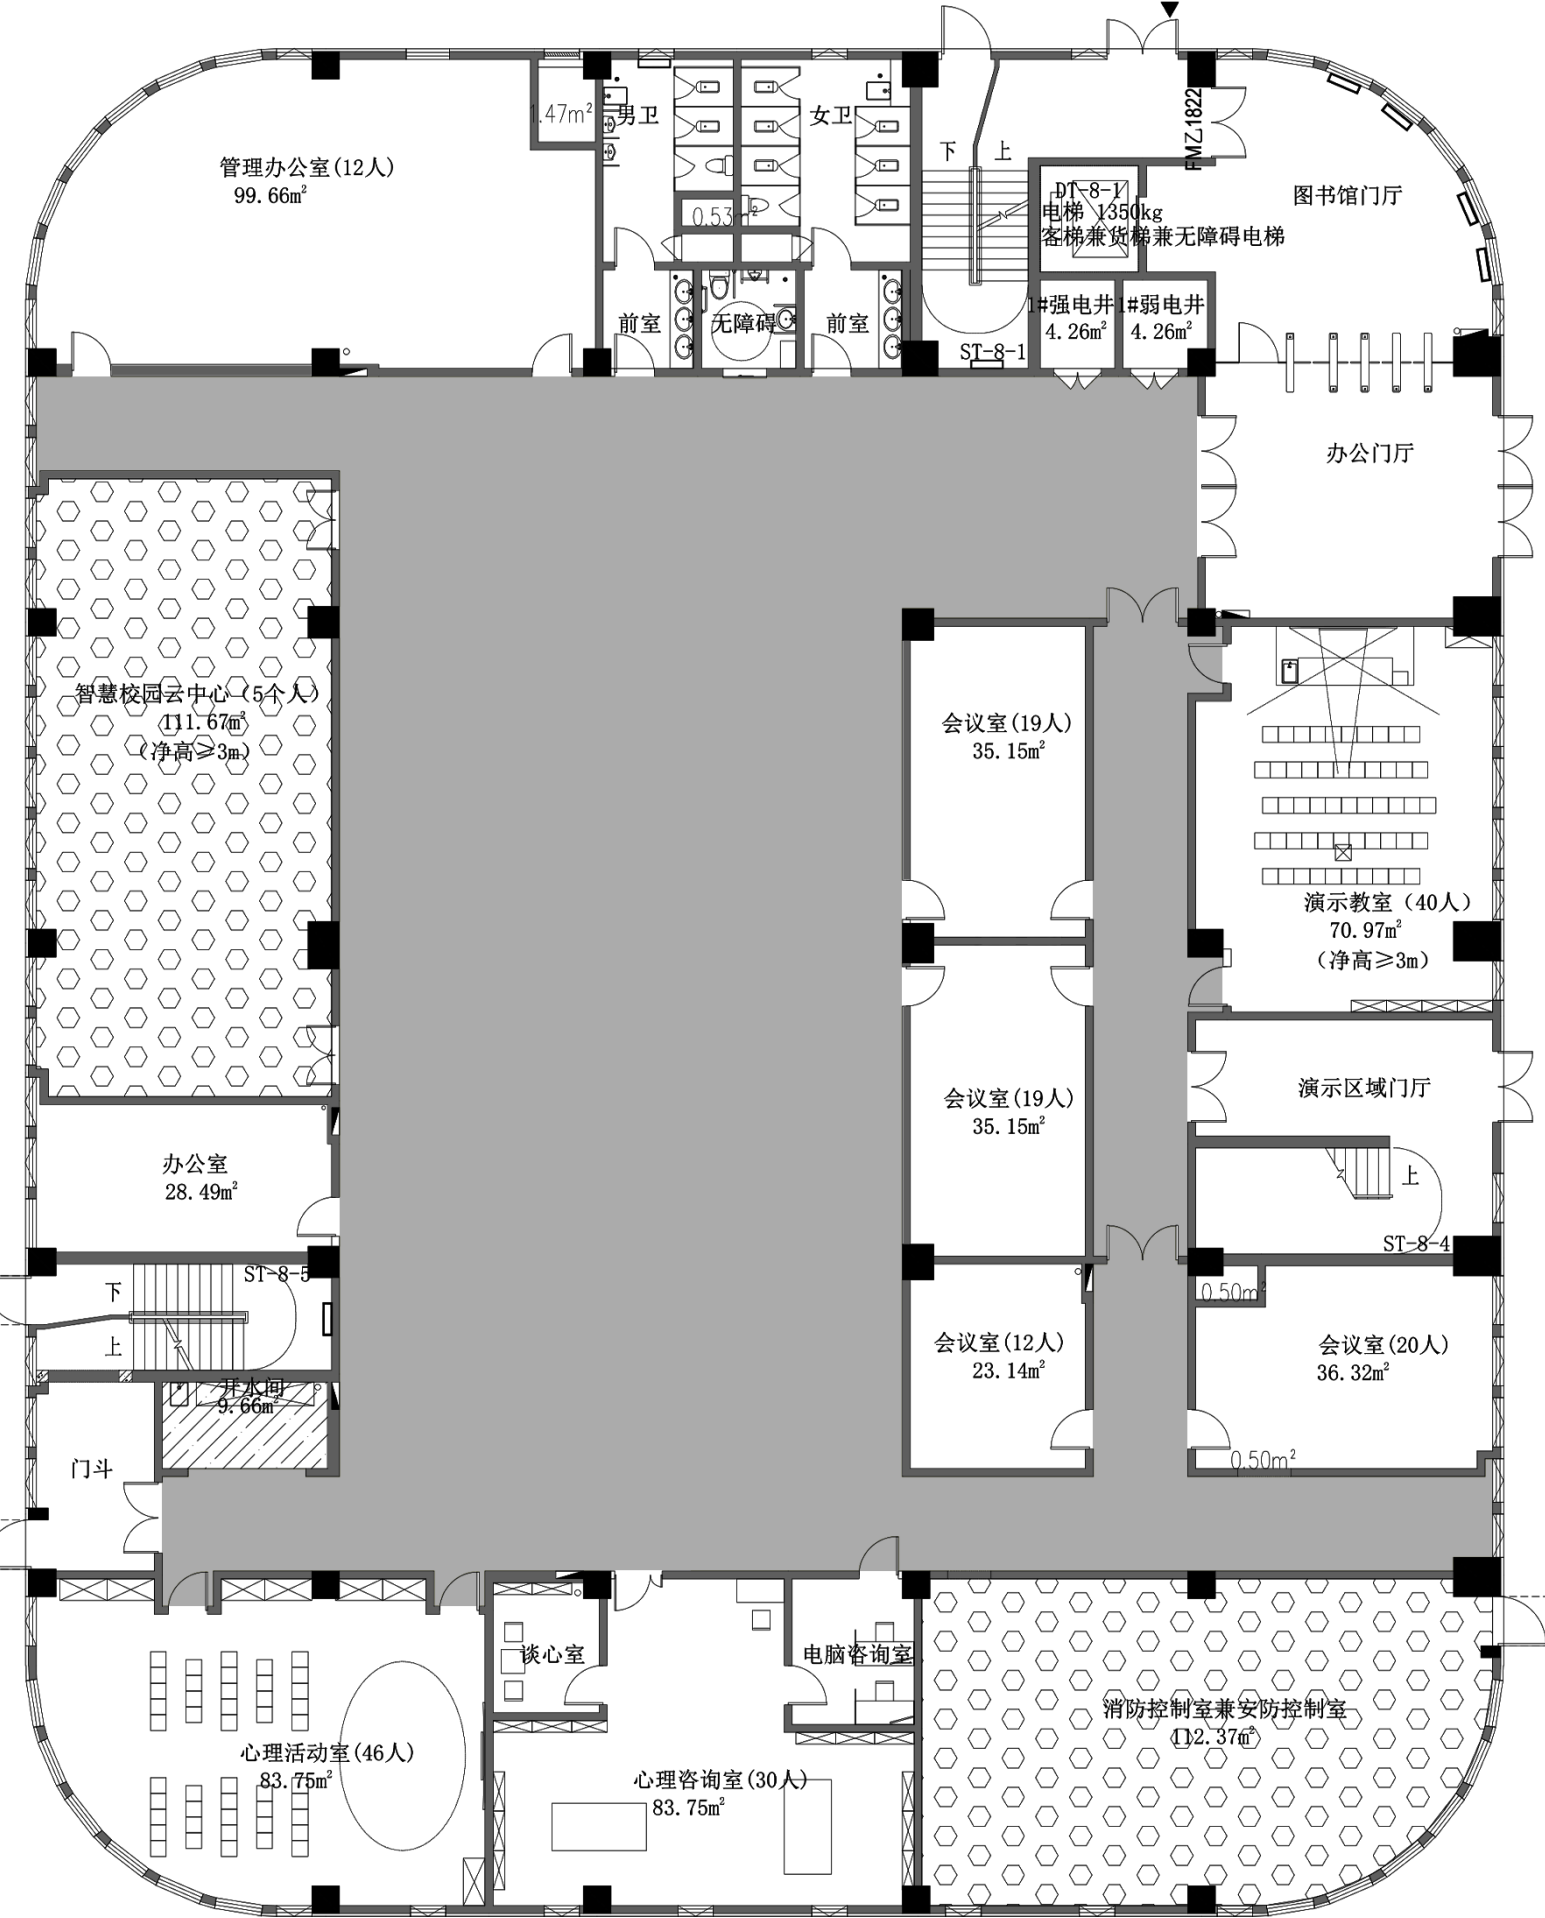 1.47m²
男卫
女卫
FMZ1822
管理办公室(12人)
99.66m²
下
上
DT-8-1
电梯 1350kg
客梯兼货梯兼无障碍电梯
图书馆门厅
0.53m²
前室
无障碍
前室
ST-8-1
1#强电井
4.26m²
1#弱电井
4.26m²
办公门厅
智慧校园云中心（5个人）
111.67m²
（净高≥3m）
会议室(19人)
35.15m²
演示教室（40人）
70.97m²
（净高≥3m）
会议室(19人)
35.15m²
演示区域门厅
办公室
28.49m²
上
ST-8-4
ST-8-5
下
上
0.50m²
会议室(12人)
23.14m²
会议室(20人)
36.32m²
开水间
9.66m²
门斗
0.50m²
谈心室
电脑咨询室
消防控制室兼安防控制室
112.37m²
心理活动室(46人)
83.75m²
心理咨询室(30人)
83.75m²